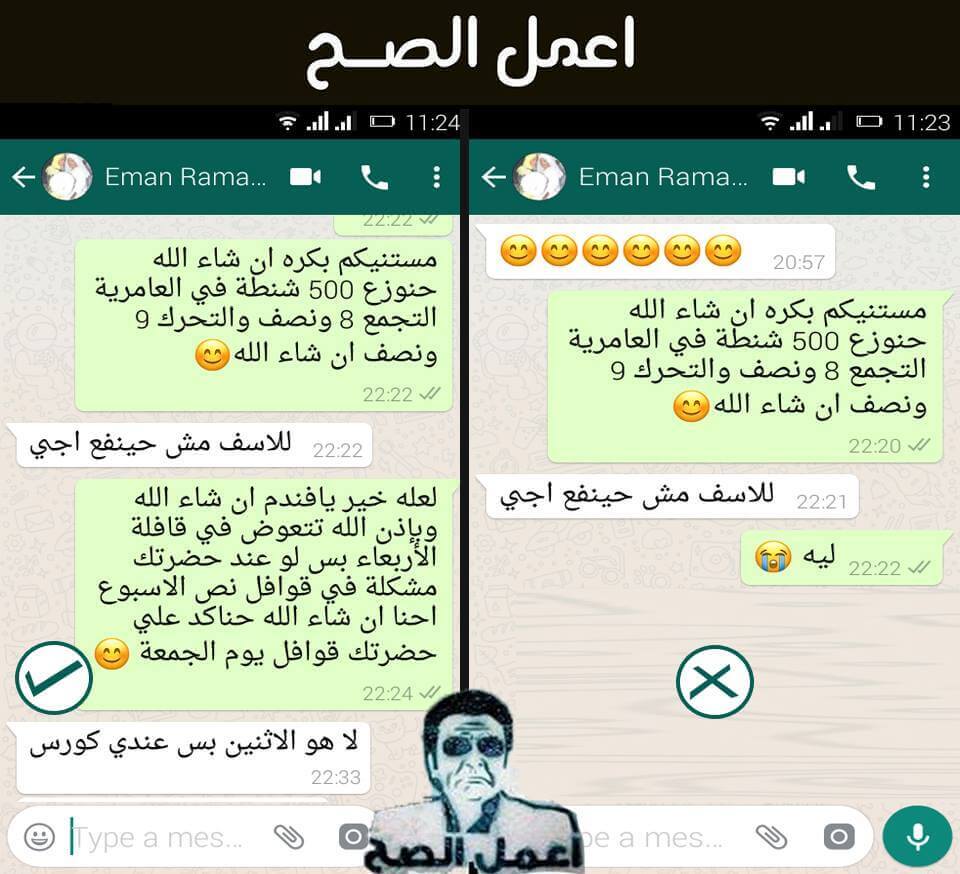 اعمل الصح
11:24
Eman Rama...
22:22
مستنيكم بكره ان شاء الله
حنوزع 500 شنطة في العامرية
التجمع 8 ونصف والتحرك 9
ونصف ان شاء الله😊
22:22
للاسف مش حينفع اجي
22:22
لعله خير يافندم ان شاء الله
وبإذن الله تتعوض في قافلة
الأربعاء بس لو عند حضرتك
مشكلة في قوافل نص الاسبوع
احنا ان شاء الله حناكد علي
حضرتك قوافل يوم الجمعة 😊
22:24
لا هو الاثنين بس عندي كورس
22:33
Type a mes...
11:23
Eman Rama...
😊😊😊😊😊😊
20:57
مستنيكم بكره ان شاء الله
حنوزع 500 شنطة في العامرية
التجمع 8 ونصف والتحرك 9
ونصف ان شاء الله😊
22:20
للاسف مش حينفع اجي
22:21
ليه 😭
22:22
pe a mes...
اعمل الصح